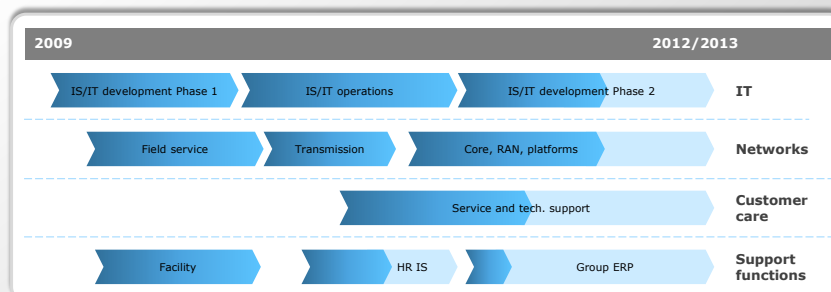 2009 2012/2013
IS/IT development Phase 1 IS/IT operations IS/IT development Phase 2 IT
Field service Transmission Core, RAN, platforms Networks
Service and tech. support Customer
care
Facility HR IS Group ERP Support
functions